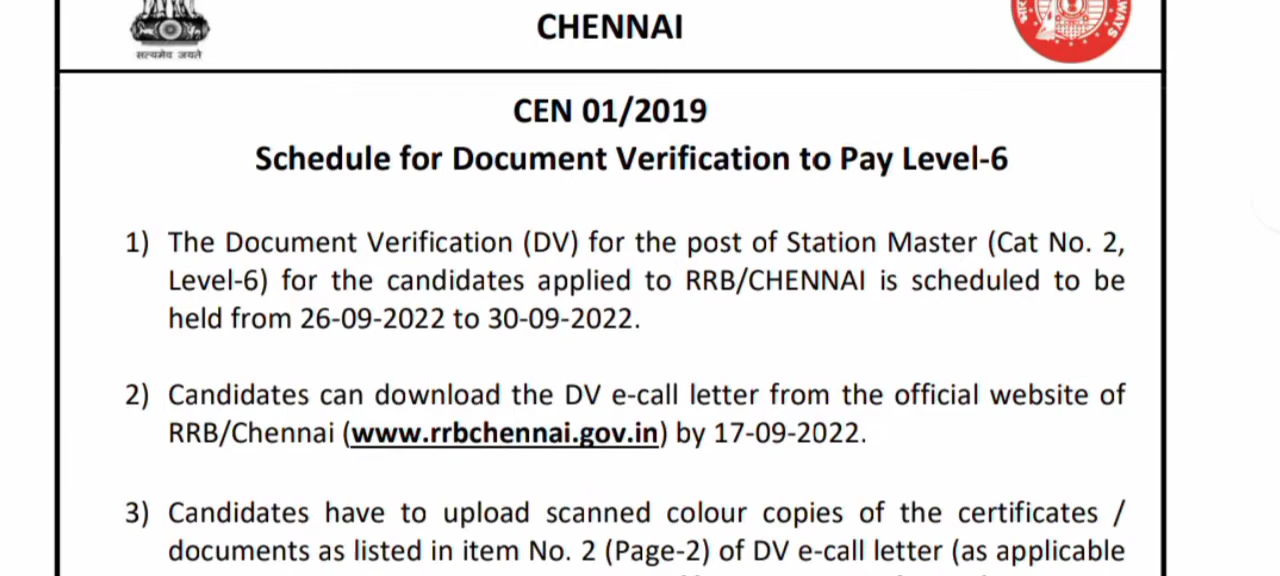 सत्यमेव जयते
CHENNAI
CEN 01/2019
Schedule for Document Verification to Pay Level-6
1) The Document Verification (DV) for the post of Station Master (Cat No. 2,
Level-6) for the candidates applied to RRB/CHENNAI is scheduled to be
held from 26-09-2022 to 30-09-2022.
2) Candidates can download the DV e-call letter from the official website of
RRB/Chennai (www.rrbchennai.gov.in) by 17-09-2022.
3) Candidates have to upload scanned colour copies of the certificates /
documents as listed in item No. 2 (Page-2) of DV e-call letter (as applicable